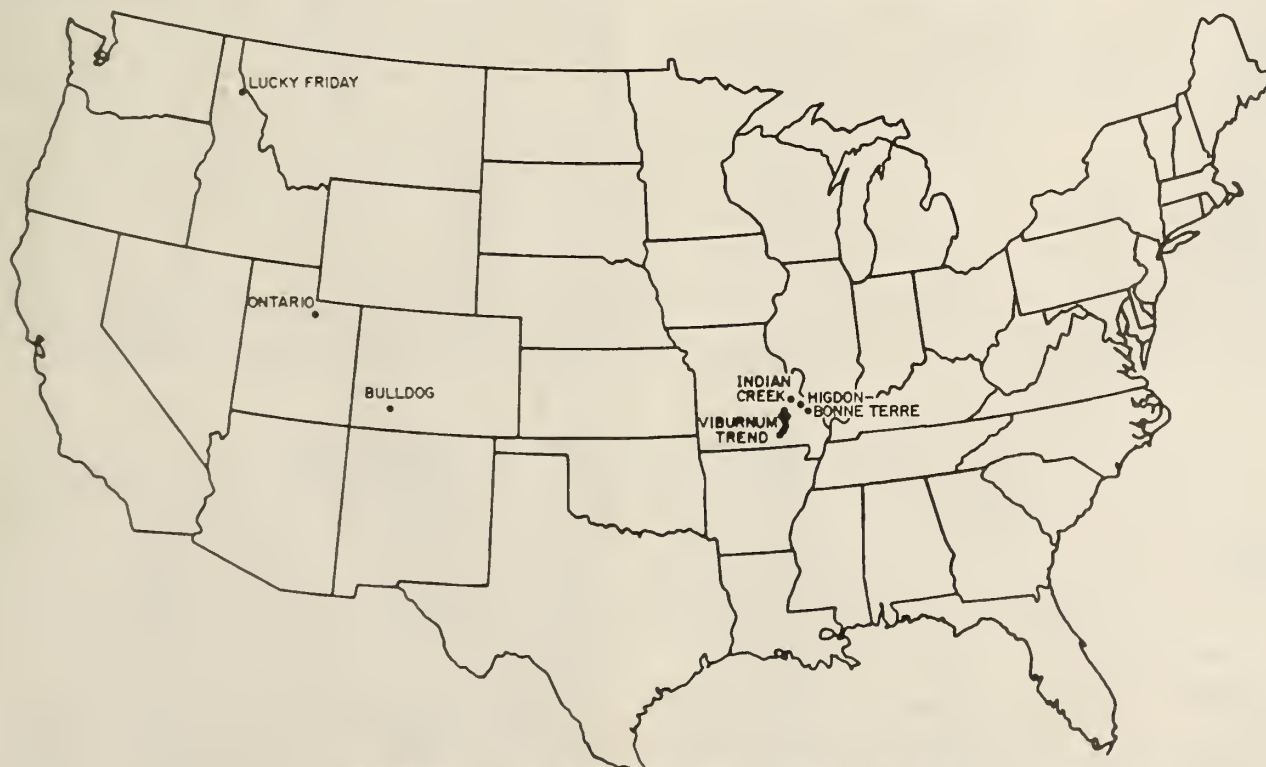 LUCKY FRIDAY
ONTARIO
BULLDOG
INDIAN
CREEK
HIGDON-
BONNE TERRE
VIBURNUM
TREND